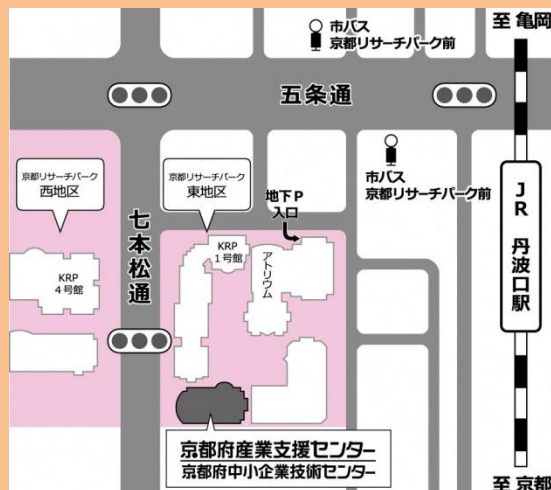 市バス
京都リサーチパーク前
至 亀岡
五条通
京都リサーチパーク
西地区
京都リサーチパーク
東地区
地下P
入口
市バス
京都リサーチパーク前
JR 丹波口駅
七本松通
KRP
1号館
アトリウム
KRP
4号館
京都府産業支援センター
京都府中小企業技術センター
至 京都